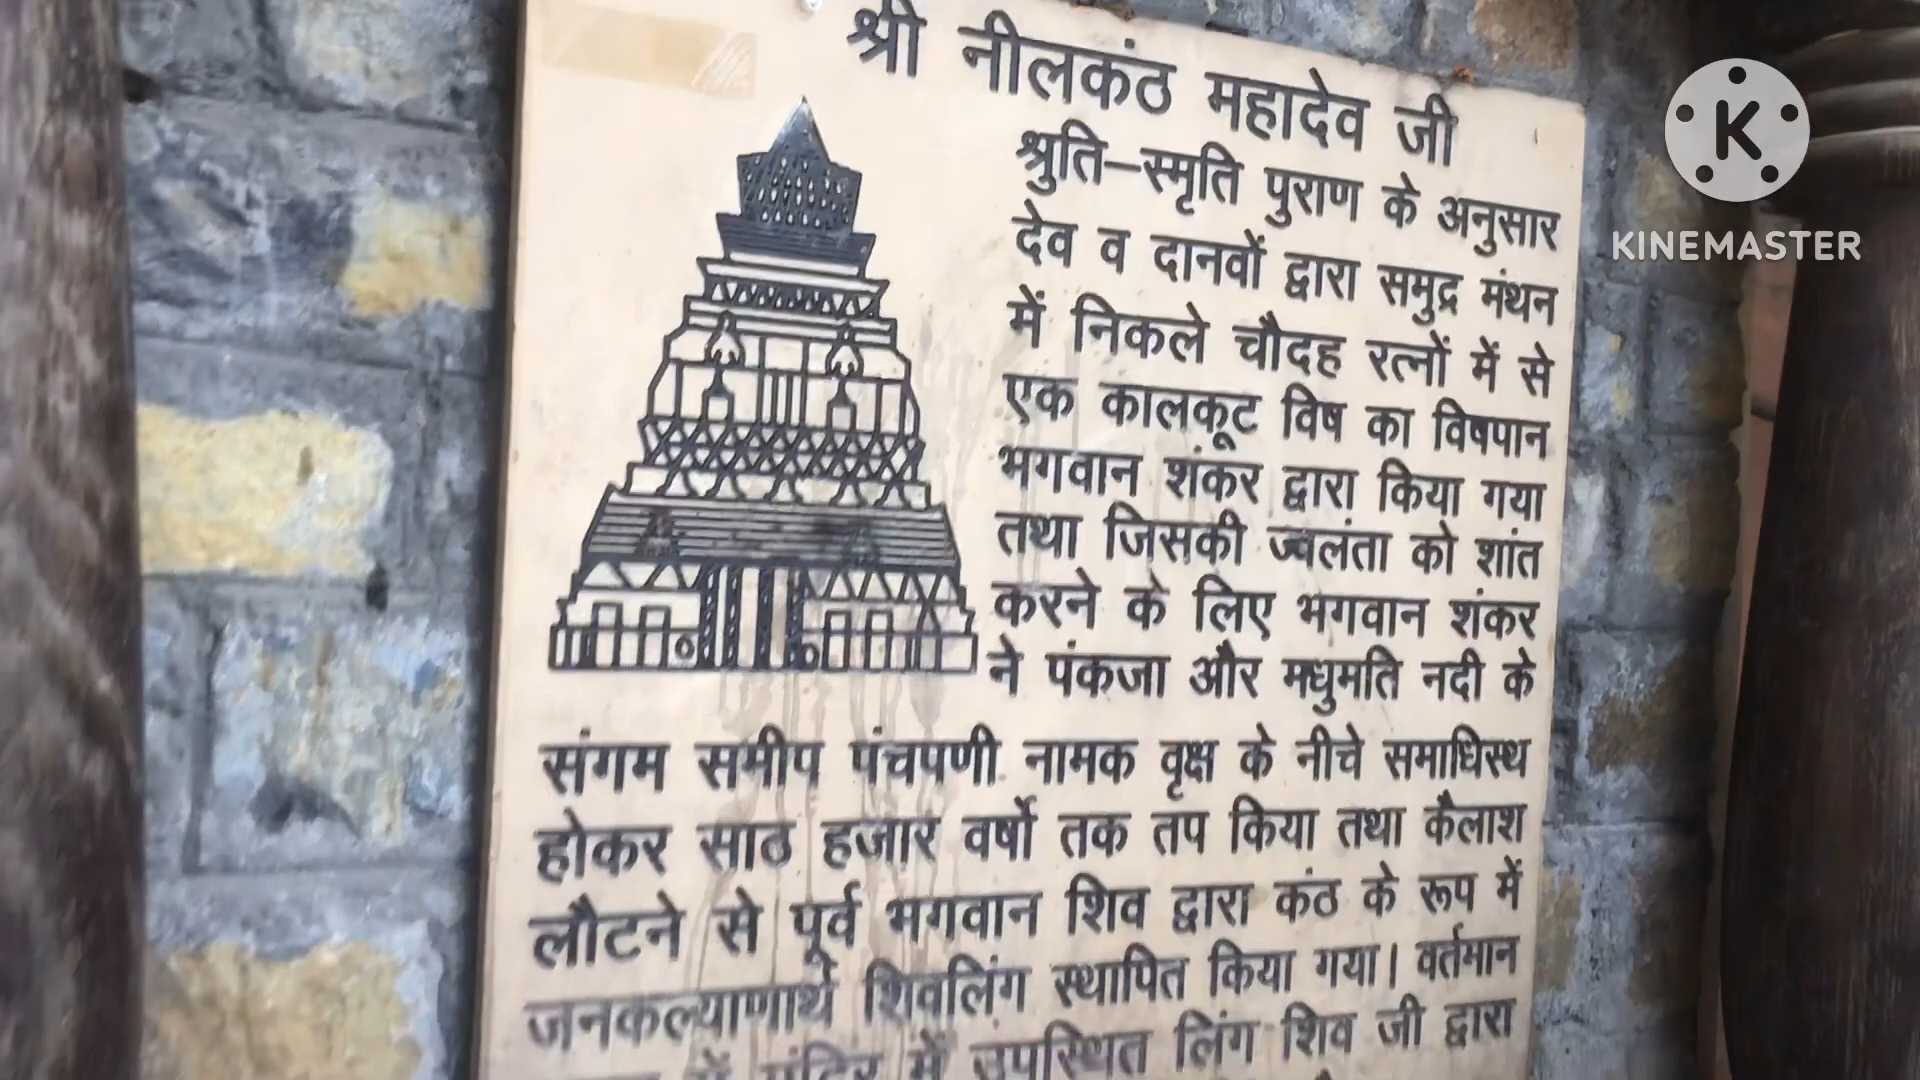 श्री नीलकंठ महादेव जी
श्रुति–स्मृति पुराण के अनुसार
देव व दानवों द्वारा समुद्र मंथन
में निकले चौदह रत्नों में से
एक कालकूट विष का विषपान
भगवान शंकर द्वारा किया गया
तथा जिसकी ज्वलंता को शांत
करने के लिए भगवान शंकर
ने पंकजा और मधुमति नदी के
संगम समीप पंचपणी नामक वृक्ष के नीचे समाधिस्थ
होकर साठ हजार वर्षो तक तप किया तथा कैलाश
लौटने से पूर्व भगवान शिव द्वारा कंठ के रूप में
जनकल्याणार्थ शिवलिंग स्थापित किया गया। वर्तमान
में मंदिर में उपस्थित लिंग शिव जी द्वारा
K
KINEMASTER